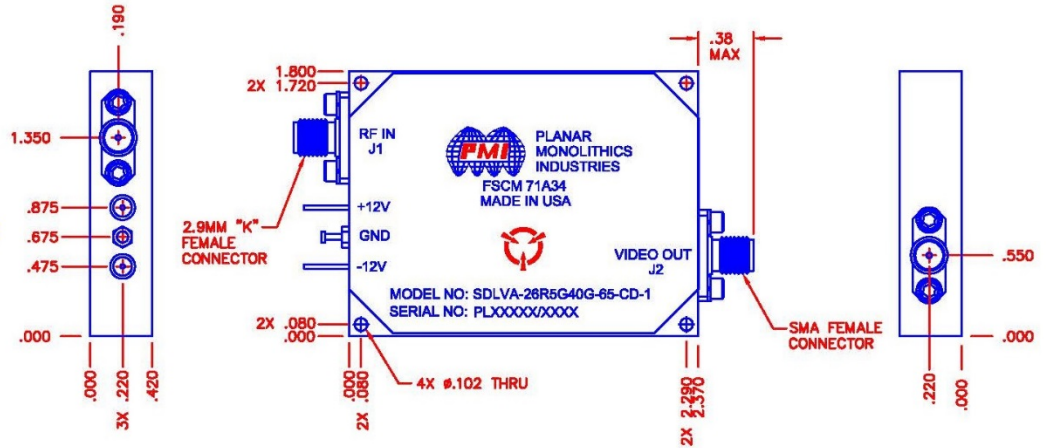 .190
1.350
.875
.675
.475
.000
.000
3X .220
.420
1.800
2X 1.720
2.9MM "K"
FEMALE
CONNECTOR
RF IN
J1
+12V
GND
-12V
PMI
PLANAR
MONOLITHICS
INDUSTRIES
FSCM 71A34
MADE IN USA
VIDEO OUT
J2
MODEL NO: SDLVA-26R5G40G-65-CD-1
SERIAL NO: PLXXXXX/XXXX
2X .080
.000
.000
2X .080
4X ø.102 THRU
2X 2.290
2.370
.38
MAX
SMA FEMALE
CONNECTOR
.550
.000
.220
.000